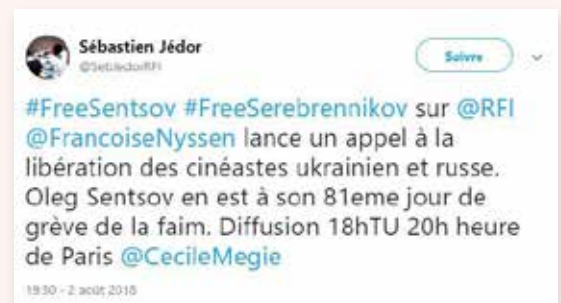 Sébastien Jédor
@SebJedorRFI
Suivre
#FreeSentsov #FreeSerebrennikov sur @RFI
@FrancoiseNyssen lance un appel à la
libération des cinéastes ukrainien et russe.
Oleg Sentsov en est à son 81eme jour de
grève de la faim. Diffusion 18hTU 20h heure
de Paris @CecileMegie
19:30 - 2 août 2018